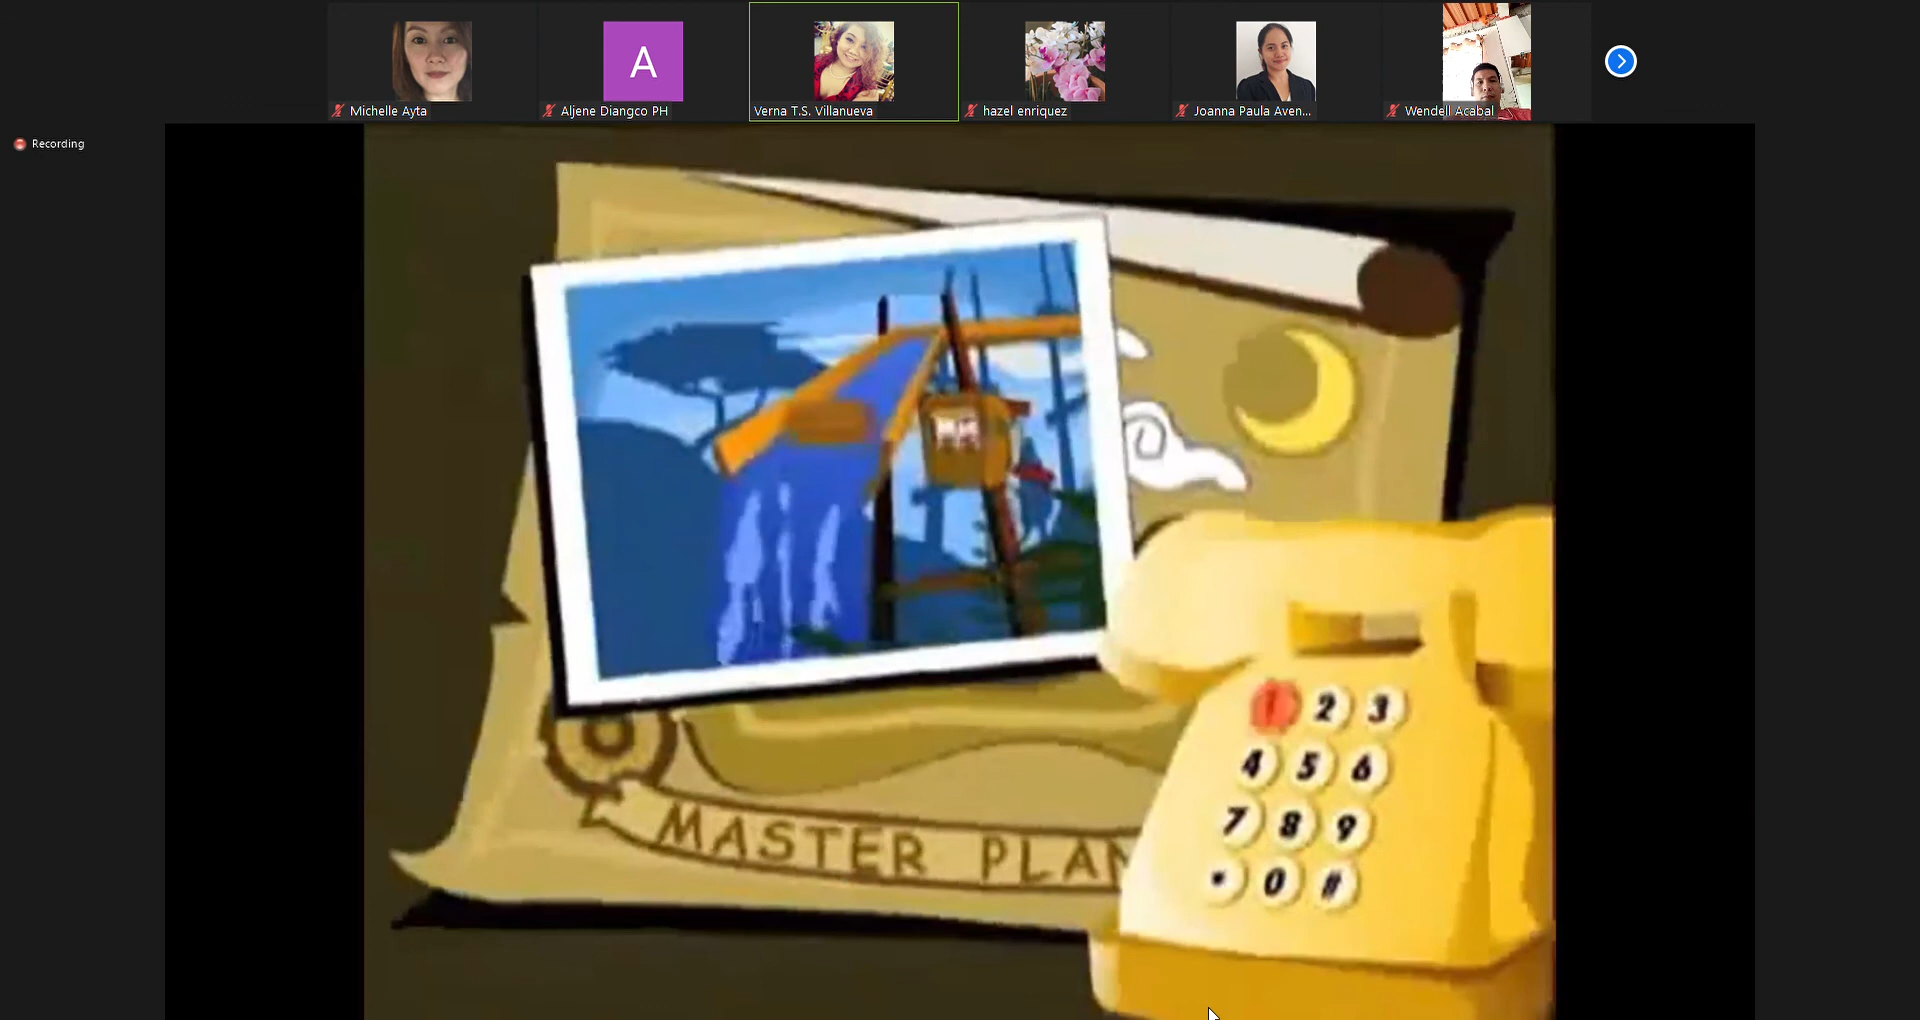 A
Michelle Ayta
Aljene Diangco PH
Verna T.S. Villanueva
hazel enriquez
Joanna Paula Aven...
Wendell Acabal
Recording
1 2 3
4 5 6
7 8 9
* 0 #
MASTER PLAN